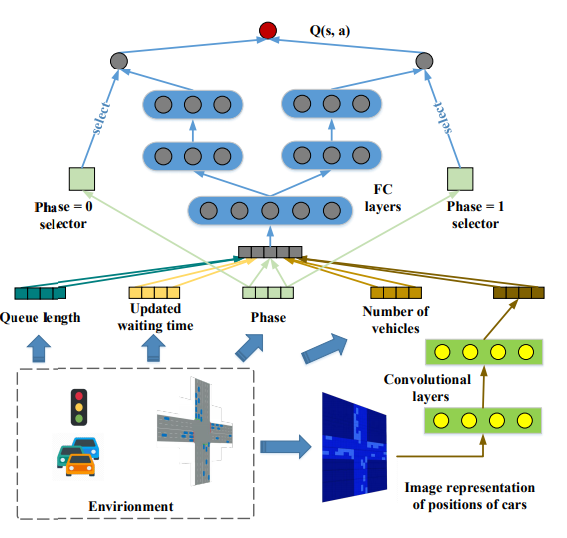 Q(s, a)
select
select
Phase = 0
selector
FC
layers
Phase = 1
selector
Queue length
Updated
waiting time
Phase
Number of
vehicles
Convolutional
layers
Envirionment
Image representation
of positions of cars